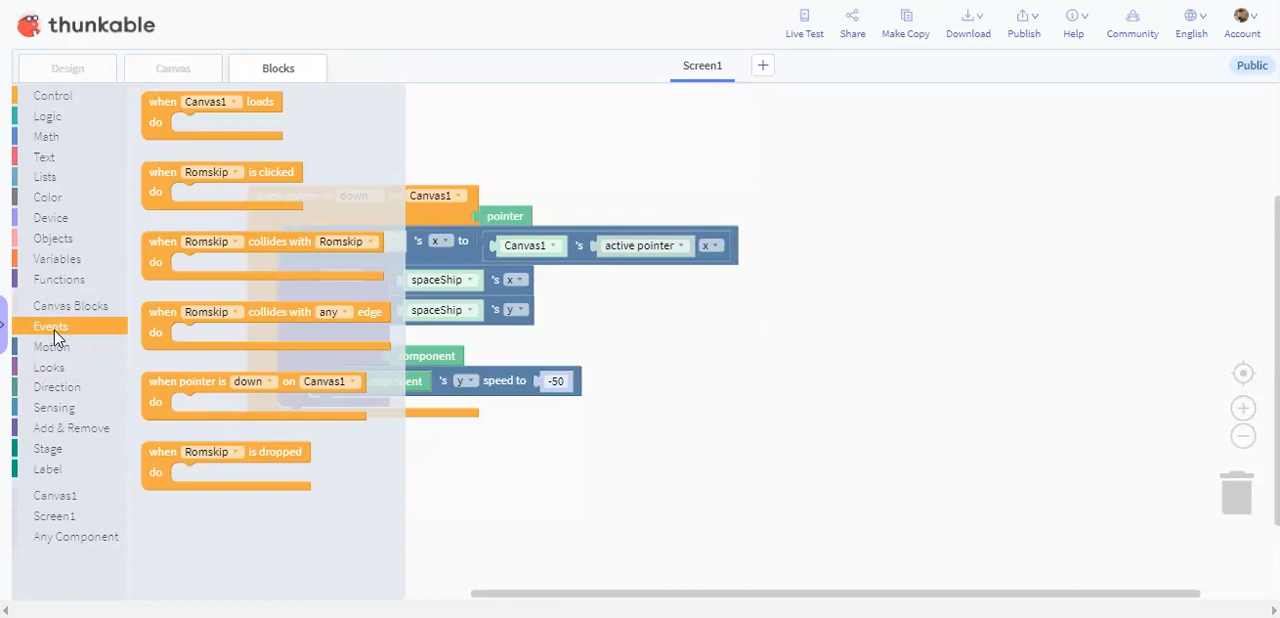 thunkable
Live Test
Share
Make Copy
Download
Publish
Help
Community
English
Account
Design
Canvas
Blocks
Screen1
+
Public
Control
Logic
Math
Text
Lists
Color
Device
Objects
Variables
Functions
Canvas Blocks
Events
Motion
Looks
Direction
Sensing
Add & Remove
Stage
Label
Canvas1
Screen1
Any Component
when Canvas1 loads
do
when Romskip is clicked
do
when Romskip collides with Romskip
do
when Romskip collides with any edge
do
when pointer is down on Canvas1
do
when Romskip is dropped
do
down Canvas1
pointer
's x to Canvas1 's active pointer x
spaceShip 's x
spaceShip 's y
component
's y speed to -50